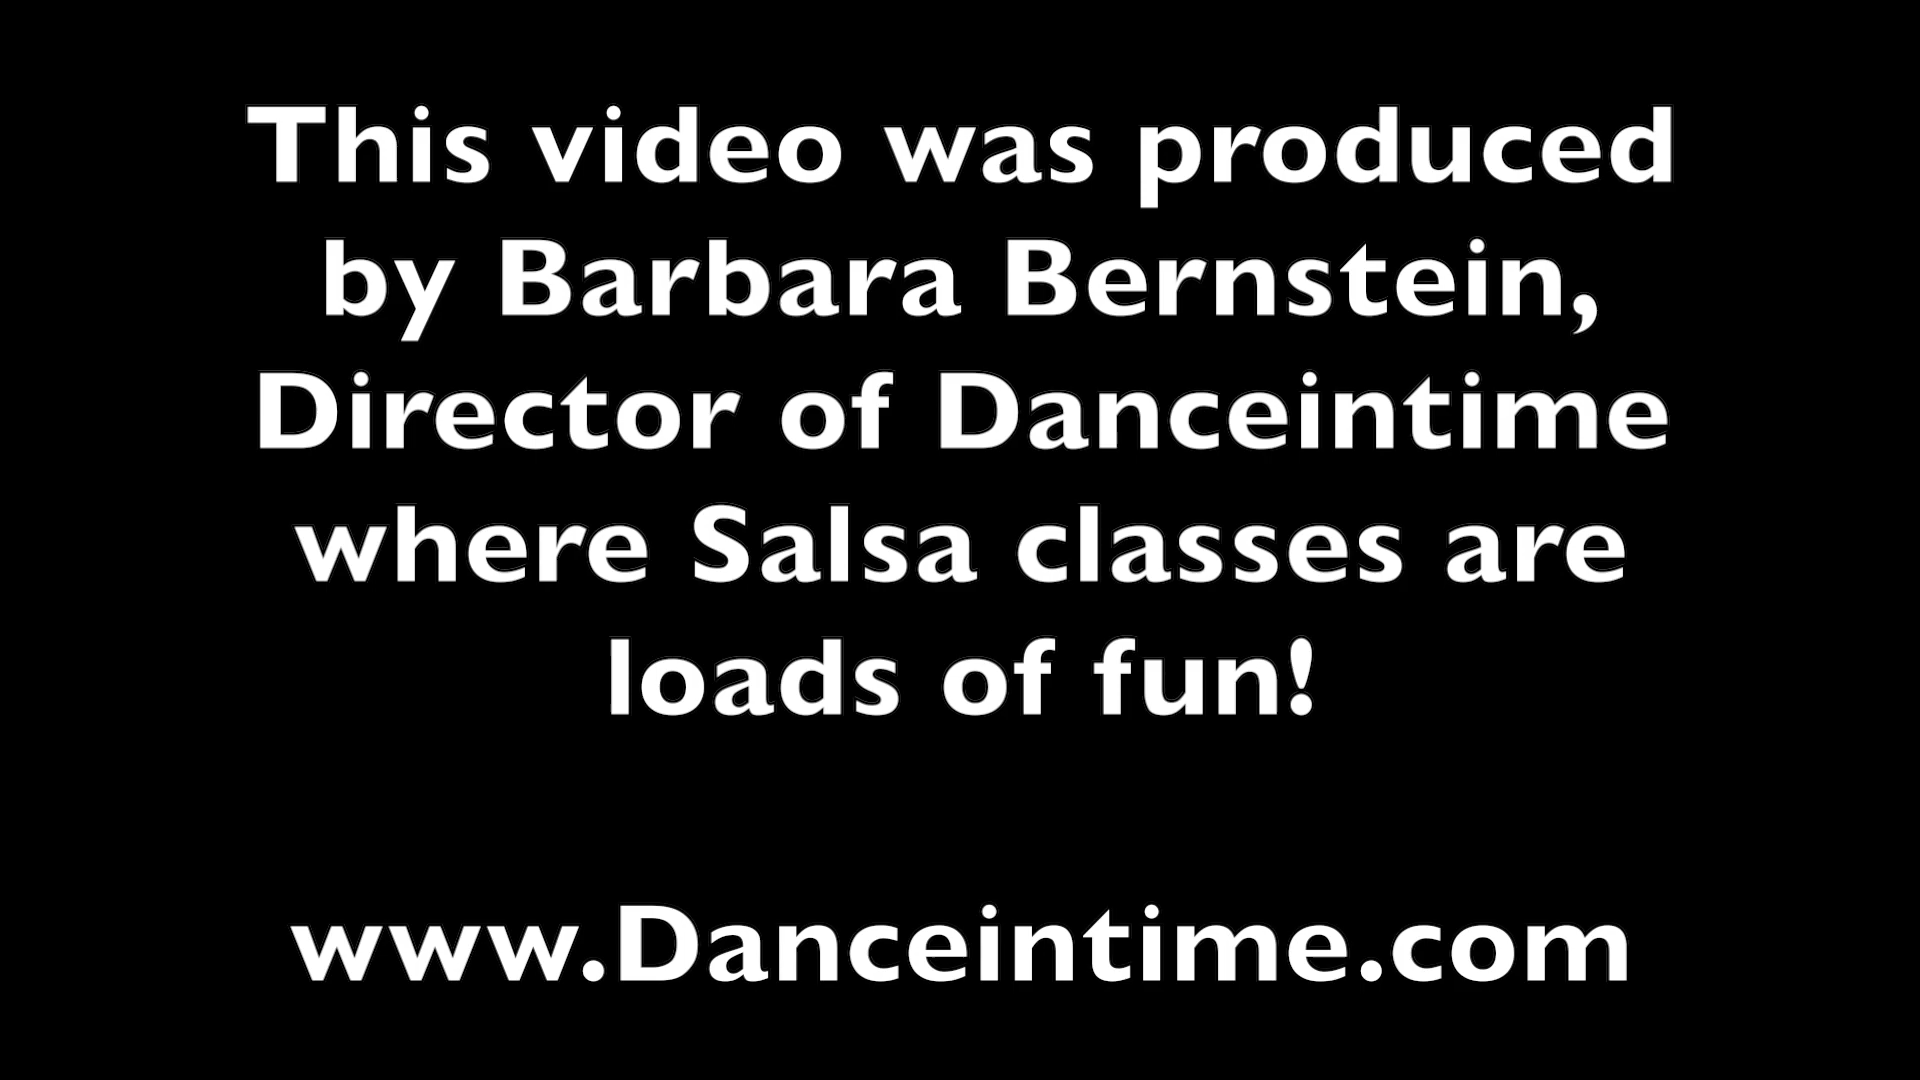 This video was produced
by Barbara Bernstein,
Director of Danceintime
where Salsa classes are
loads of fun!
www.Danceintime.com